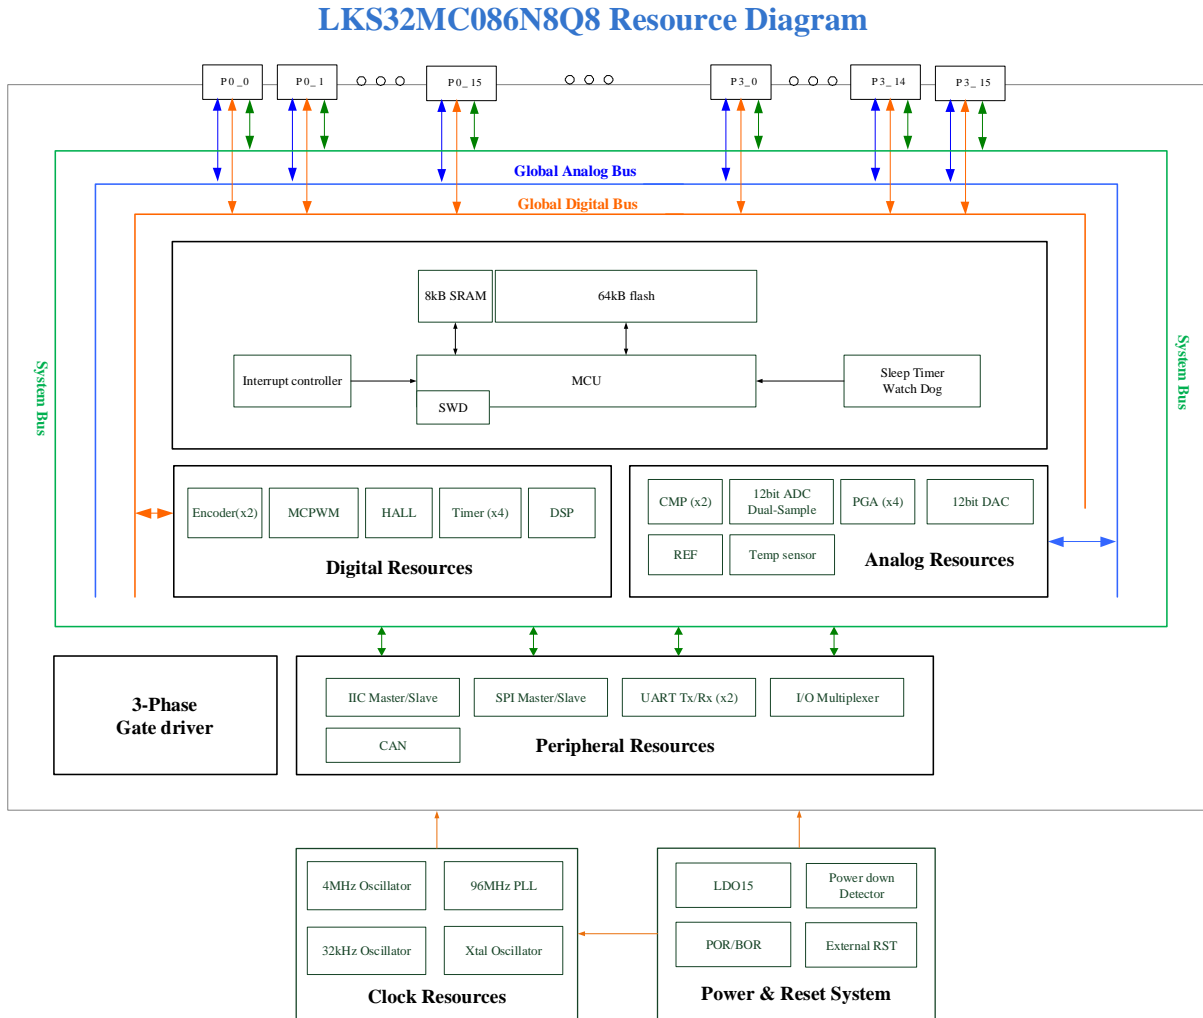 LKS32MC086N8Q8 Resource Diagram
P0_0
P0_1
P0_15
P3_0
P3_14
P3_15
Global Analog Bus
Global Digital Bus
System Bus
System Bus
8kB SRAM
64kB flash
Interrupt controller
MCU
SWD
Sleep Timer
Watch Dog
Encoder(x2)
MCPWM
HALL
Timer (x4)
DSP
Digital Resources
CMP (x2)
12bit ADC
Dual-Sample
PGA (x4)
12bit DAC
REF
Temp sensor
Analog Resources
3-Phase
Gate driver
IIC Master/Slave
SPI Master/Slave
UART Tx/Rx (x2)
I/O Multiplexer
CAN
Peripheral Resources
4MHz Oscillator
96MHz PLL
32kHz Oscillator
Xtal Oscillator
Clock Resources
LDO15
Power down
Detector
POR/BOR
External RST
Power & Reset System